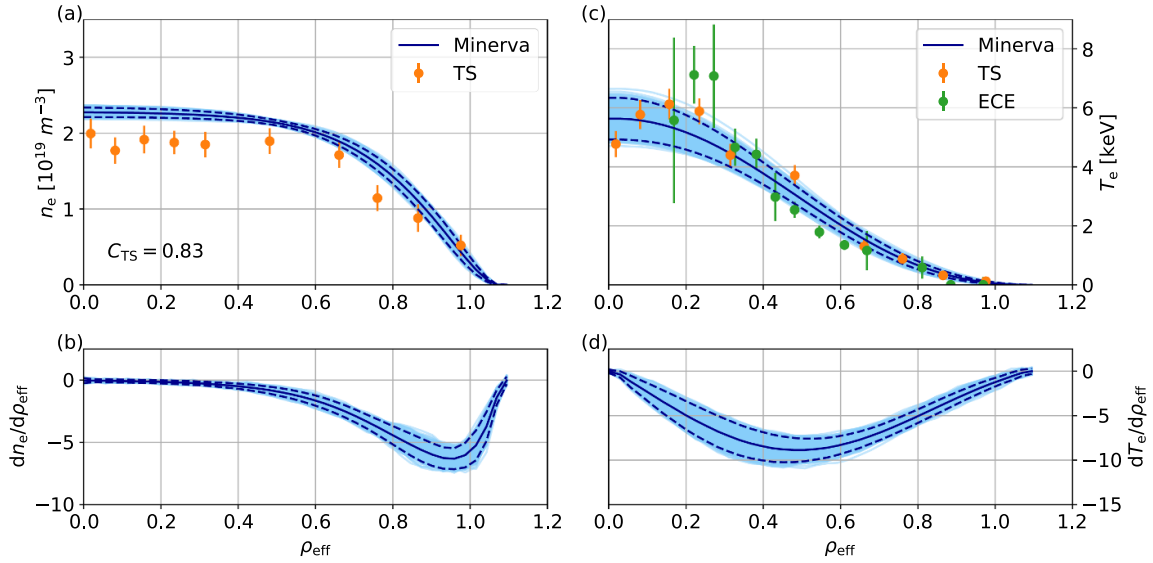 (a)
3
2
1
0
n_e [10^19 m^−3]
Minerva
TS
C_TS = 0.83
0.0 0.2 0.4 0.6 0.8 1.0 1.2
(c)
8
6
4
2
0
T_e [keV]
Minerva
TS
ECE
0.0 0.2 0.4 0.6 0.8 1.0 1.2
(b)
0
−5
−10
dn_e/dρ_eff
0.0 0.2 0.4 0.6 0.8 1.0 1.2
ρ_eff
(d)
0
−5
−10
−15
dT_e/dρ_eff
0.0 0.2 0.4 0.6 0.8 1.0 1.2
ρ_eff